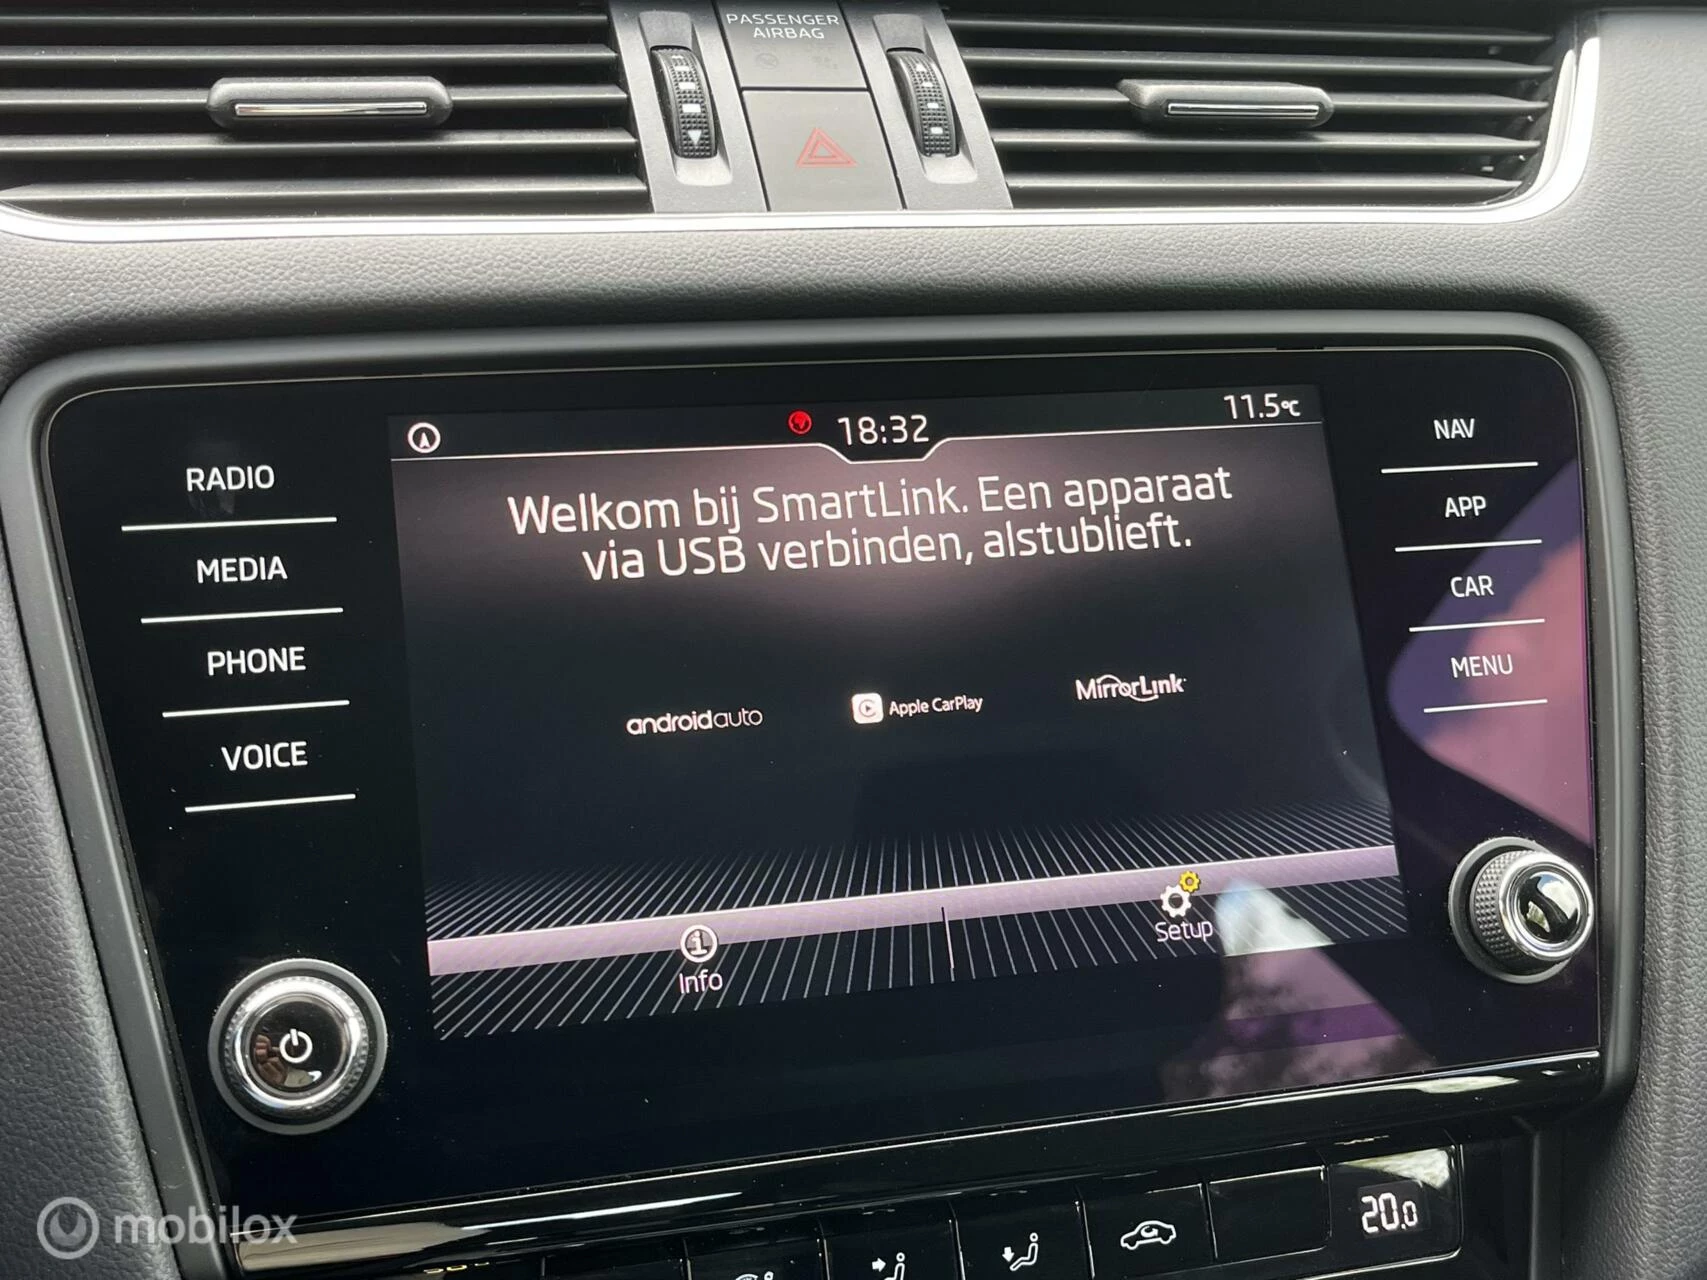 PASSENGER
AIRBAG
18:32
11.5°C
RADIO
MEDIA
PHONE
VOICE
NAV
APP
CAR
MENU
Welkom bij SmartLink. Een apparaat
via USB verbinden, alstublieft.
androidauto
Apple CarPlay
MirrorLink
Info
Setup
20.0
mobilox